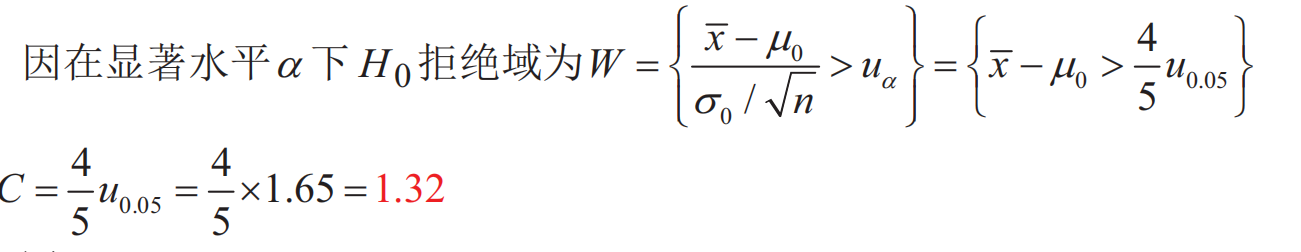 因在显著水平α下H₀拒绝域为W = { (x̄ − μ₀) / (σ₀ / √n) > u_α } = { x̄ − μ₀ > 4/5 u₀.₀₅ }
C = 4/5 u₀.₀₅ = 4/5 × 1.65 = 1.32